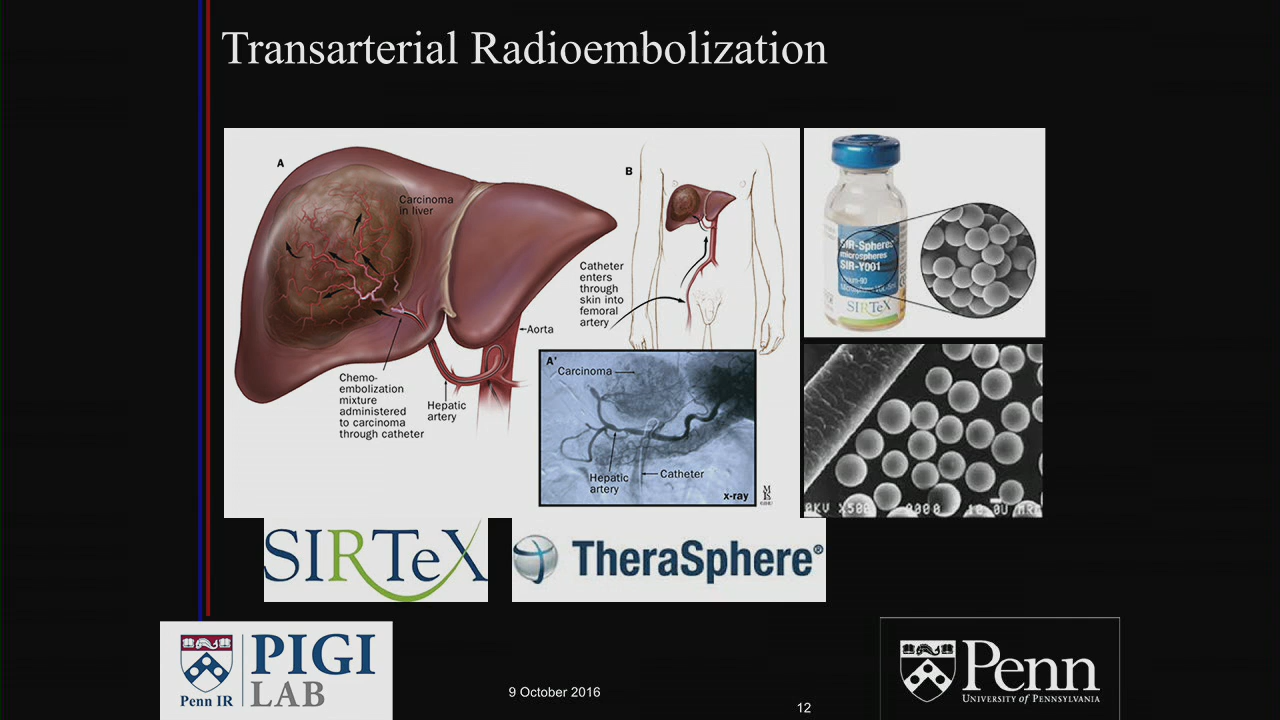 Transarterial Radioembolization
A
Carcinoma
in liver
Aorta
Chemo-
embolization
mixture
administered
to carcinoma
through catheter
Hepatic
artery
B
Catheter
enters
through
skin into
femoral
artery
A'
Carcinoma
Hepatic
artery
Catheter
x-ray
SIR-Spheres
microspheres
SIR-Y001
SIRTeX
SIRTeX
TheraSphere®
Penn IR
PIGI
LAB
9 October 2016
12
Penn
UNIVERSITY of PENNSYLVANIA